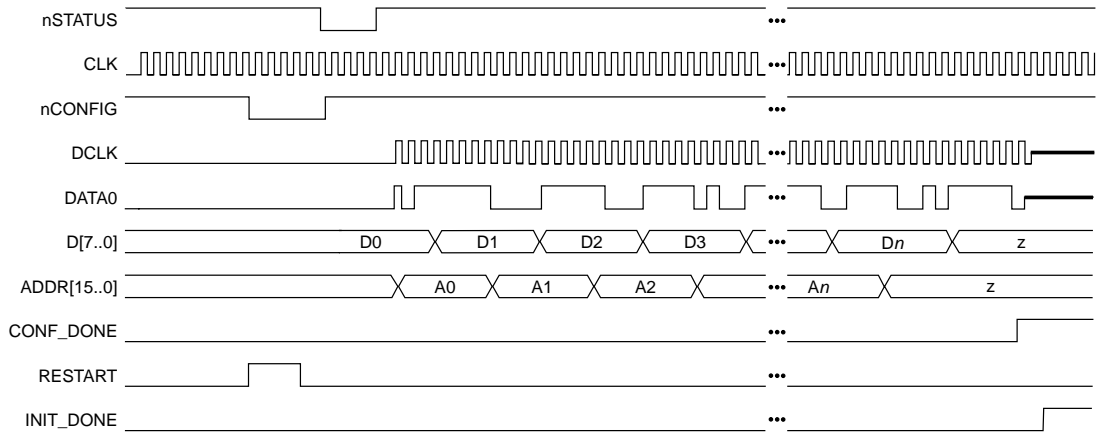 nSTATUS •••
CLK •••
nCONFIG •••
DCLK •••
DATA0 •••
D[7..0] D0 D1 D2 D3 ••• Dn z
ADDR[15..0] A0 A1 A2 ••• An z
CONF_DONE •••
RESTART •••
INIT_DONE •••